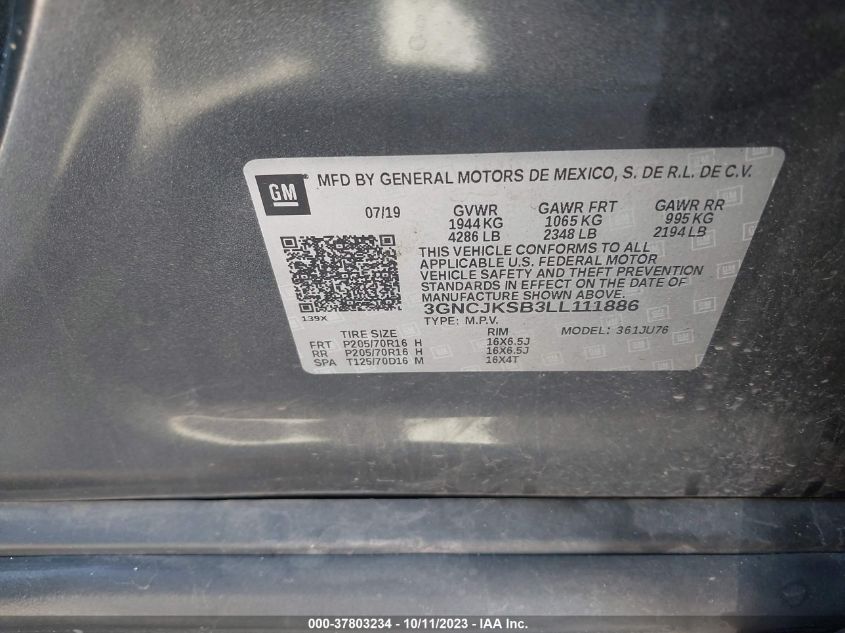 GM
MFD BY GENERAL MOTORS DE MEXICO, S. DE R.L. DE C.V.
07/19 GVWR GAWR FRT GAWR RR
1944 KG 1065 KG 995 KG
4286 LB 2348 LB 2194 LB
THIS VEHICLE CONFORMS TO ALL
APPLICABLE U.S. FEDERAL MOTOR
VEHICLE SAFETY AND THEFT PREVENTION
STANDARDS IN EFFECT ON THE DATE OF
MANUFACTURE SHOWN ABOVE.
3GNCJKSB3LL111886
139X
TYPE: M.P.V. MODEL: 361JU76
TIRE SIZE RIM
FRT P205/70R16 H 16X6.5J
RR P205/70R16 H 16X6.5J
SPA T125/70D16 M 16X4T
000-37803234 - 10/11/2023 - IAA Inc.